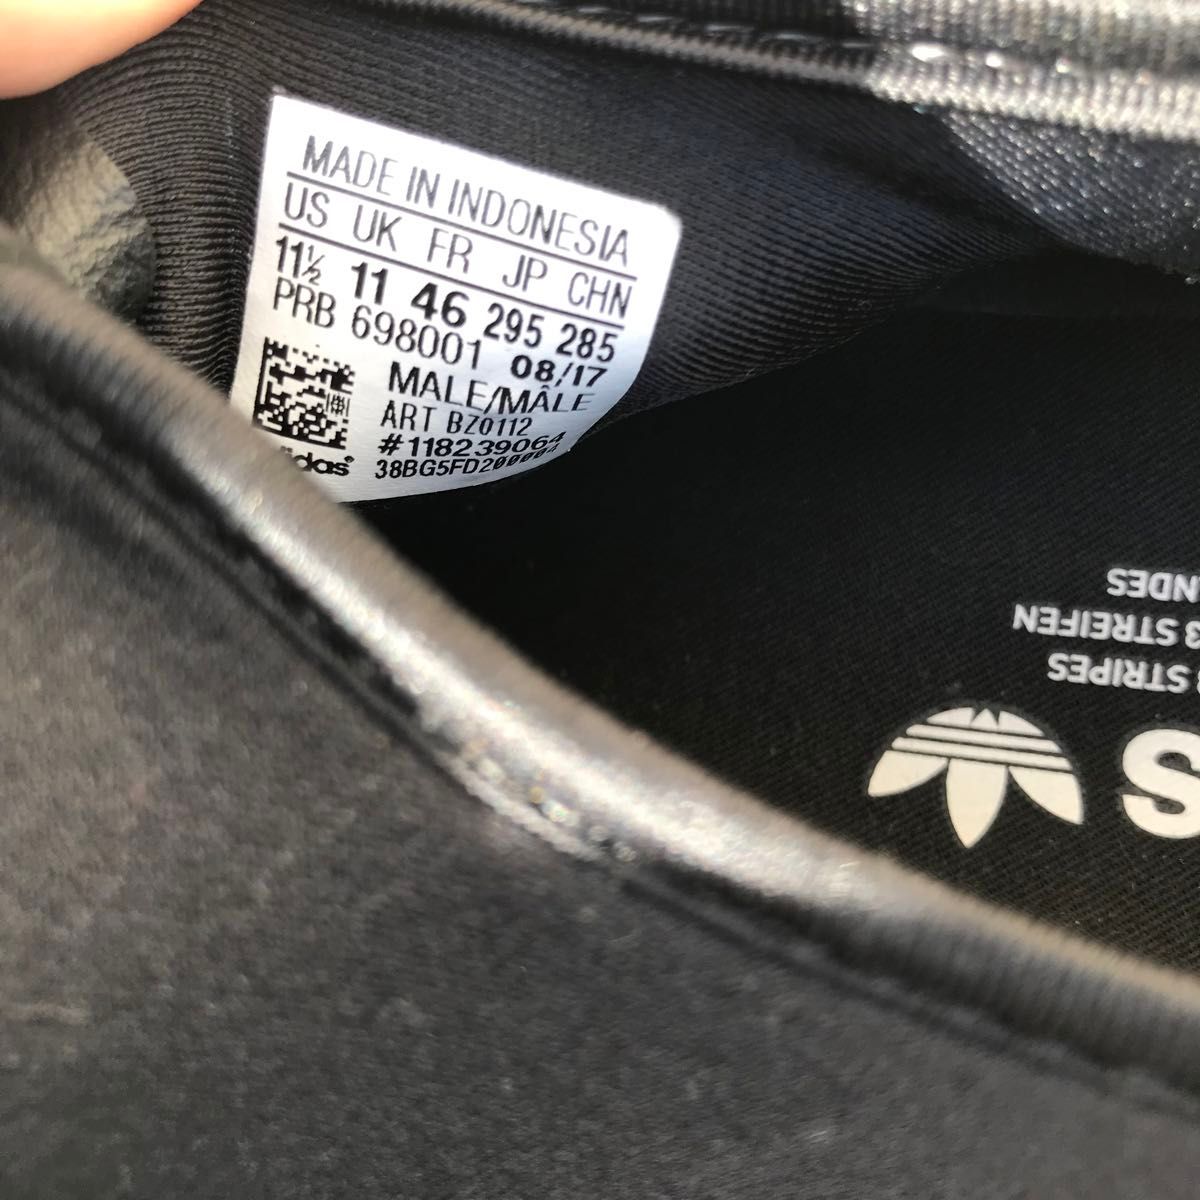 MADE IN INDONESIA
US UK FR JP CHN
11½ 11 46 295 285
PRB 698001 08/17
MALE/MÂLE
ART BZ0112
#118239064
adidas®
NDES
3 STREIFEN
STRIPES
S